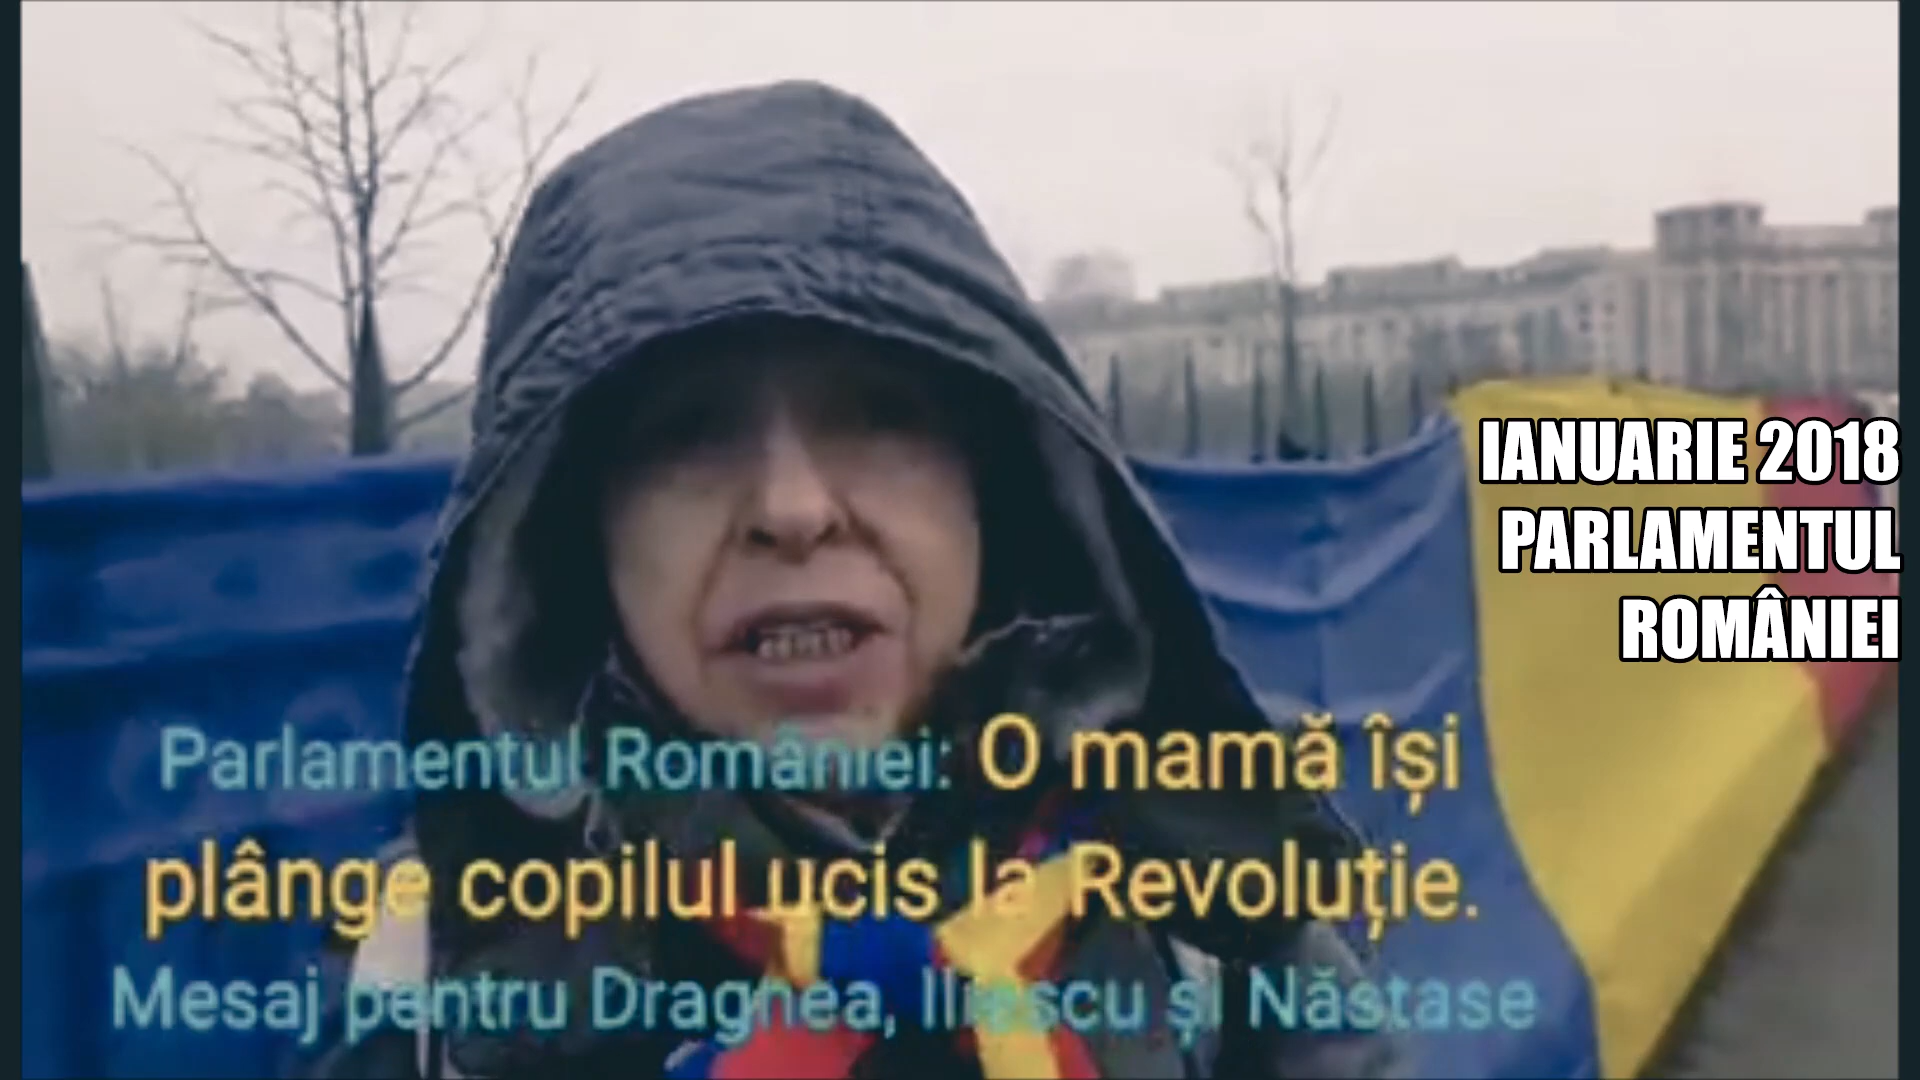 IANUARIE 2018
PARLAMENTUL
ROMÂNIEI
Parlamentul României: O mamă își
plânge copilul ucis la Revoluție.
Mesaj pentru Dragnea, Iliescu și Năstase